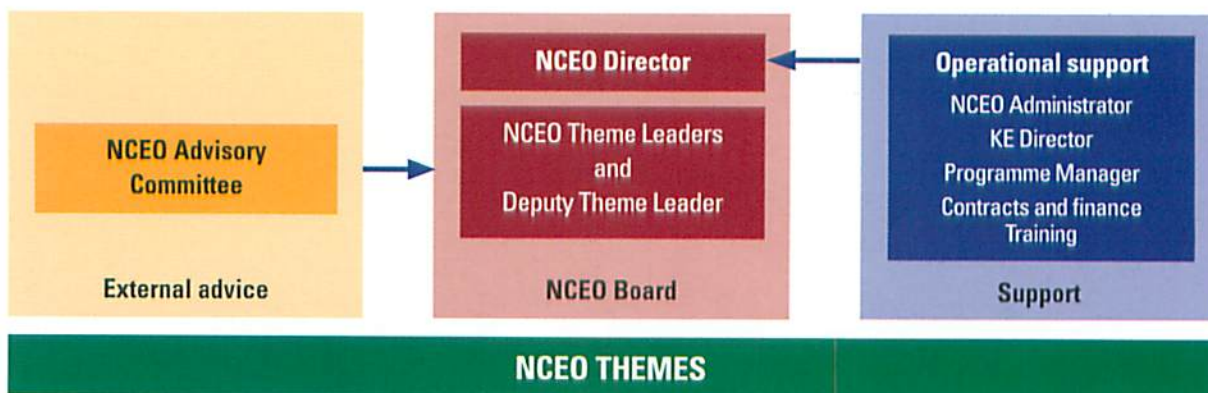 NCEO Advisory
Committee
External advice
NCEO Director
NCEO Theme Leaders
and
Deputy Theme Leader
NCEO Board
Operational support
NCEO Administrator
KE Director
Programme Manager
Contracts and finance
Training
Support
NCEO THEMES